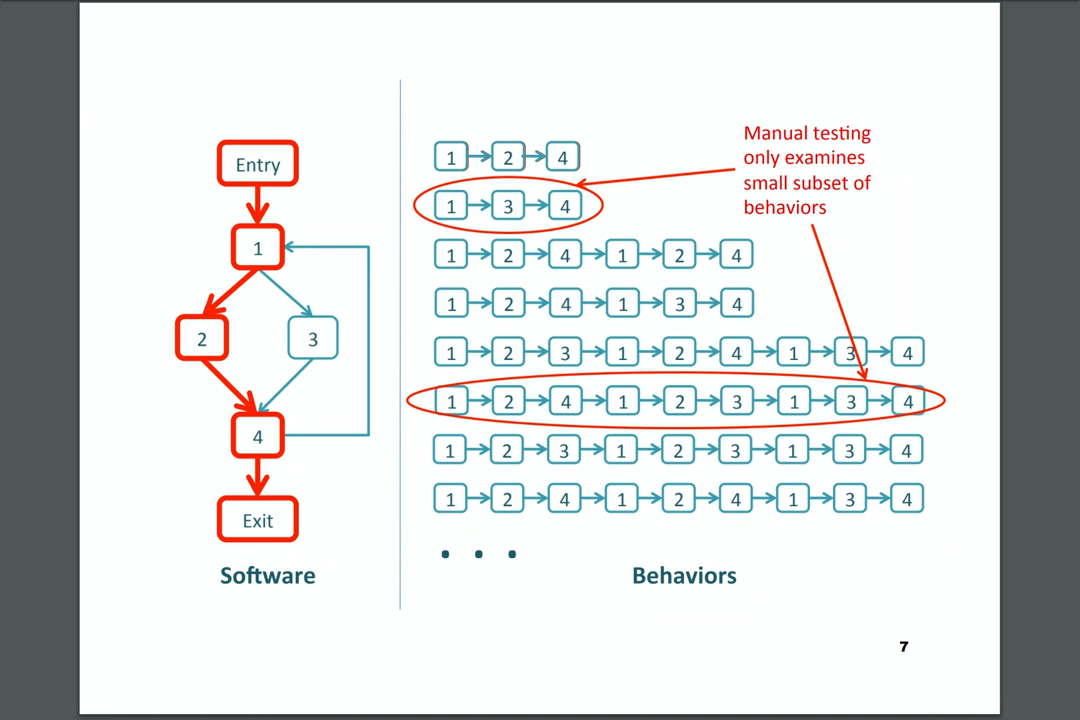 Entry
1
2
3
4
Exit
Software
1 2 4
1 3 4
1 2 4 1 2 4
1 2 4 1 3 4
1 2 3 1 2 4 1 3 4
1 2 4 1 2 3 1 3 4
1 2 3 1 2 3 1 3 4
1 2 4 1 2 4 1 3 4
. . .
Behaviors
Manual testing
only examines
small subset of
behaviors
7